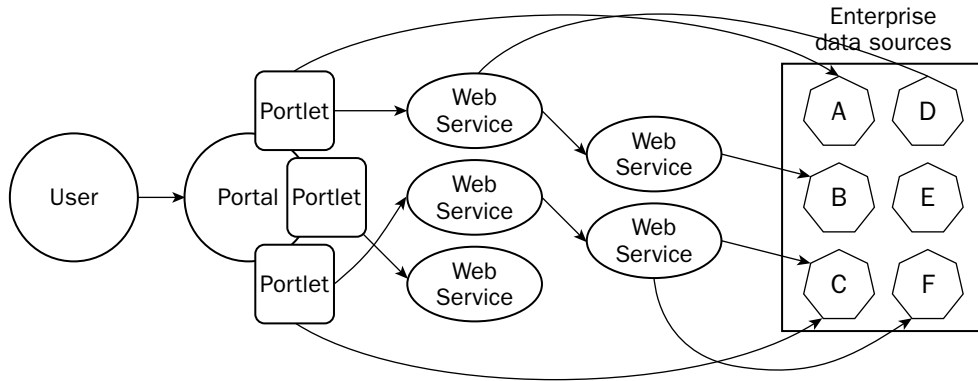 Enterprise
data sources
Portlet
Web
Service
A
D
Web
Service
User
Portal
Portlet
Web
Service
B
E
Web
Service
Portlet
Web
Service
C
F